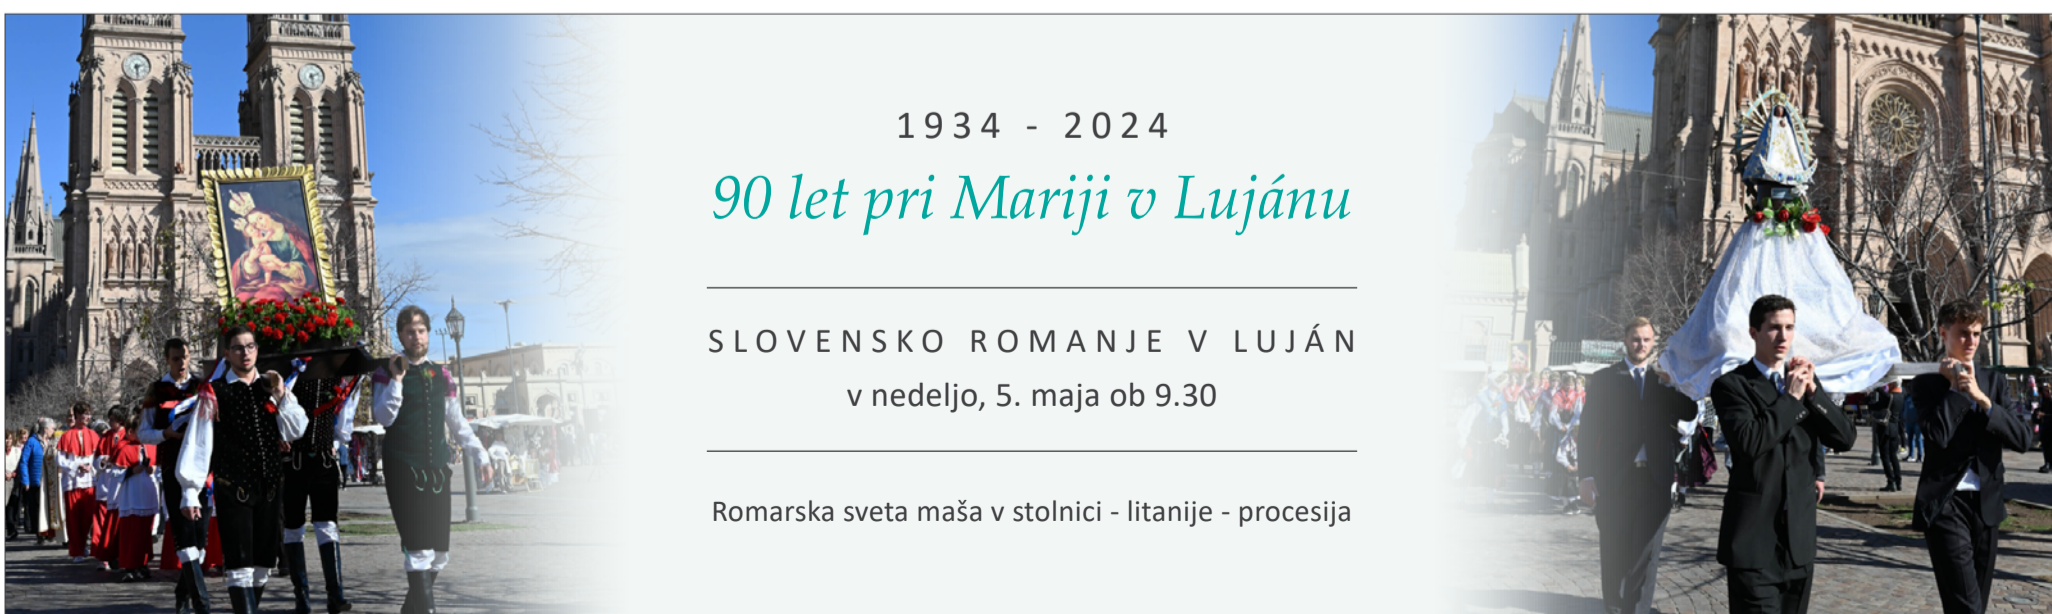 1934 - 2024
90 let pri Mariji v Lujánu
SLOVENSKO ROMANJE V LUJÁN
v nedeljo, 5. maja ob 9.30
Romarska sveta maša v stolnici - litanije - procesija